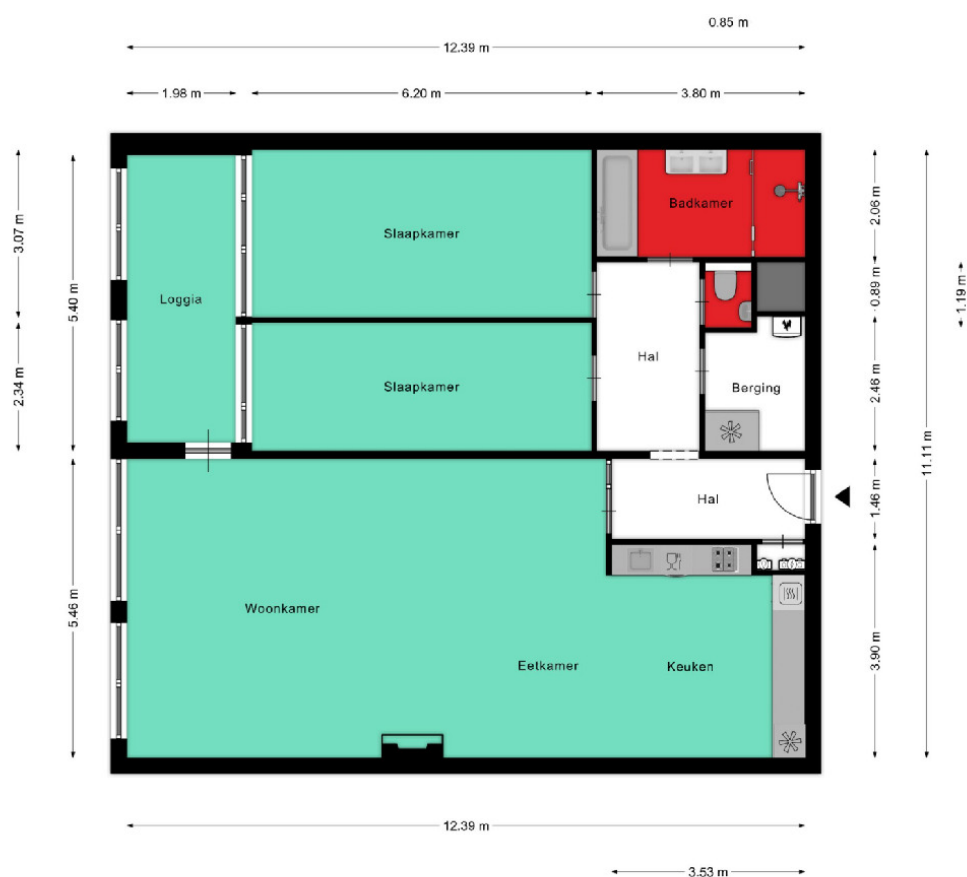 0.85 m
12.39 m
1.98 m
6.20 m
3.80 m
3.07 m
5.40 m
2.34 m
5.46 m
Badkamer
Slaapkamer
Loggia
Hal
Slaapkamer
Berging
Hal
Woonkamer
Eetkamer
Keuken
2.06 m
0.89 m
1.19 m
2.46 m
11.11 m
1.46 m
3.90 m
12.39 m
3.53 m